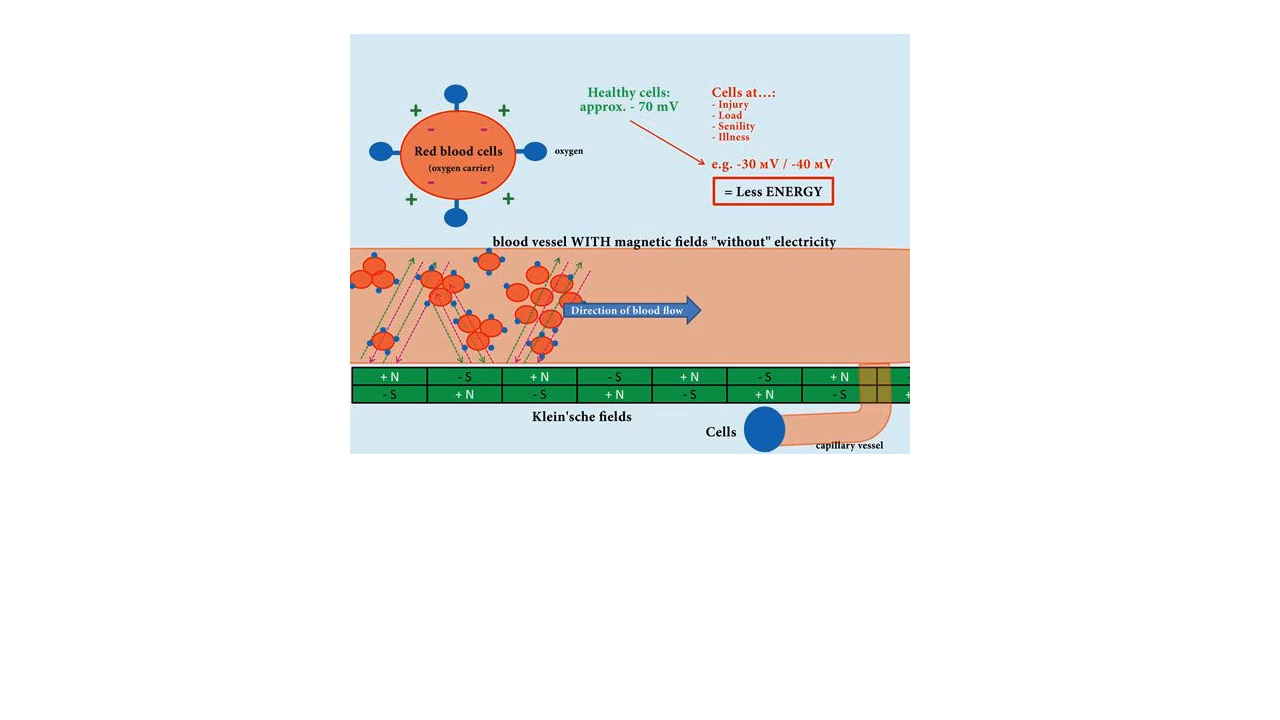 Healthy cells:
approx. - 70 mV
Cells at...:
- Injury
- Load
- Senility
- Illness
+ +
- -
Red blood cells
(oxygen carrier)
oxygen
- -
+ +
e.g. -30 мV / -40 мV
= Less ENERGY
blood vessel WITH magnetic fields "without" electricity
Direction of blood flow
+ N - S + N - S + N - S + N -
- S + N - S + N - S + N - S +
Klein'sche fields
Cells
capillary vessel